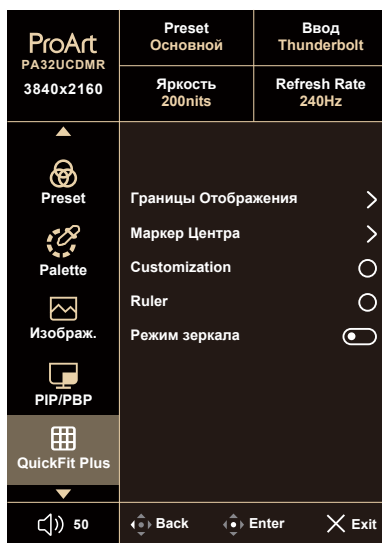 ProArt
PA32UCDMR
3840x2160
Preset
Основной
Ввод
Thunderbolt
Яркость
200nits
Refresh Rate
240Hz
Preset
Palette
Изображ.
PIP/PBP
QuickFit Plus
Границы Отображения
Маркер Центра
Customization
Ruler
Режим зеркала
50
Back
Enter
Exit